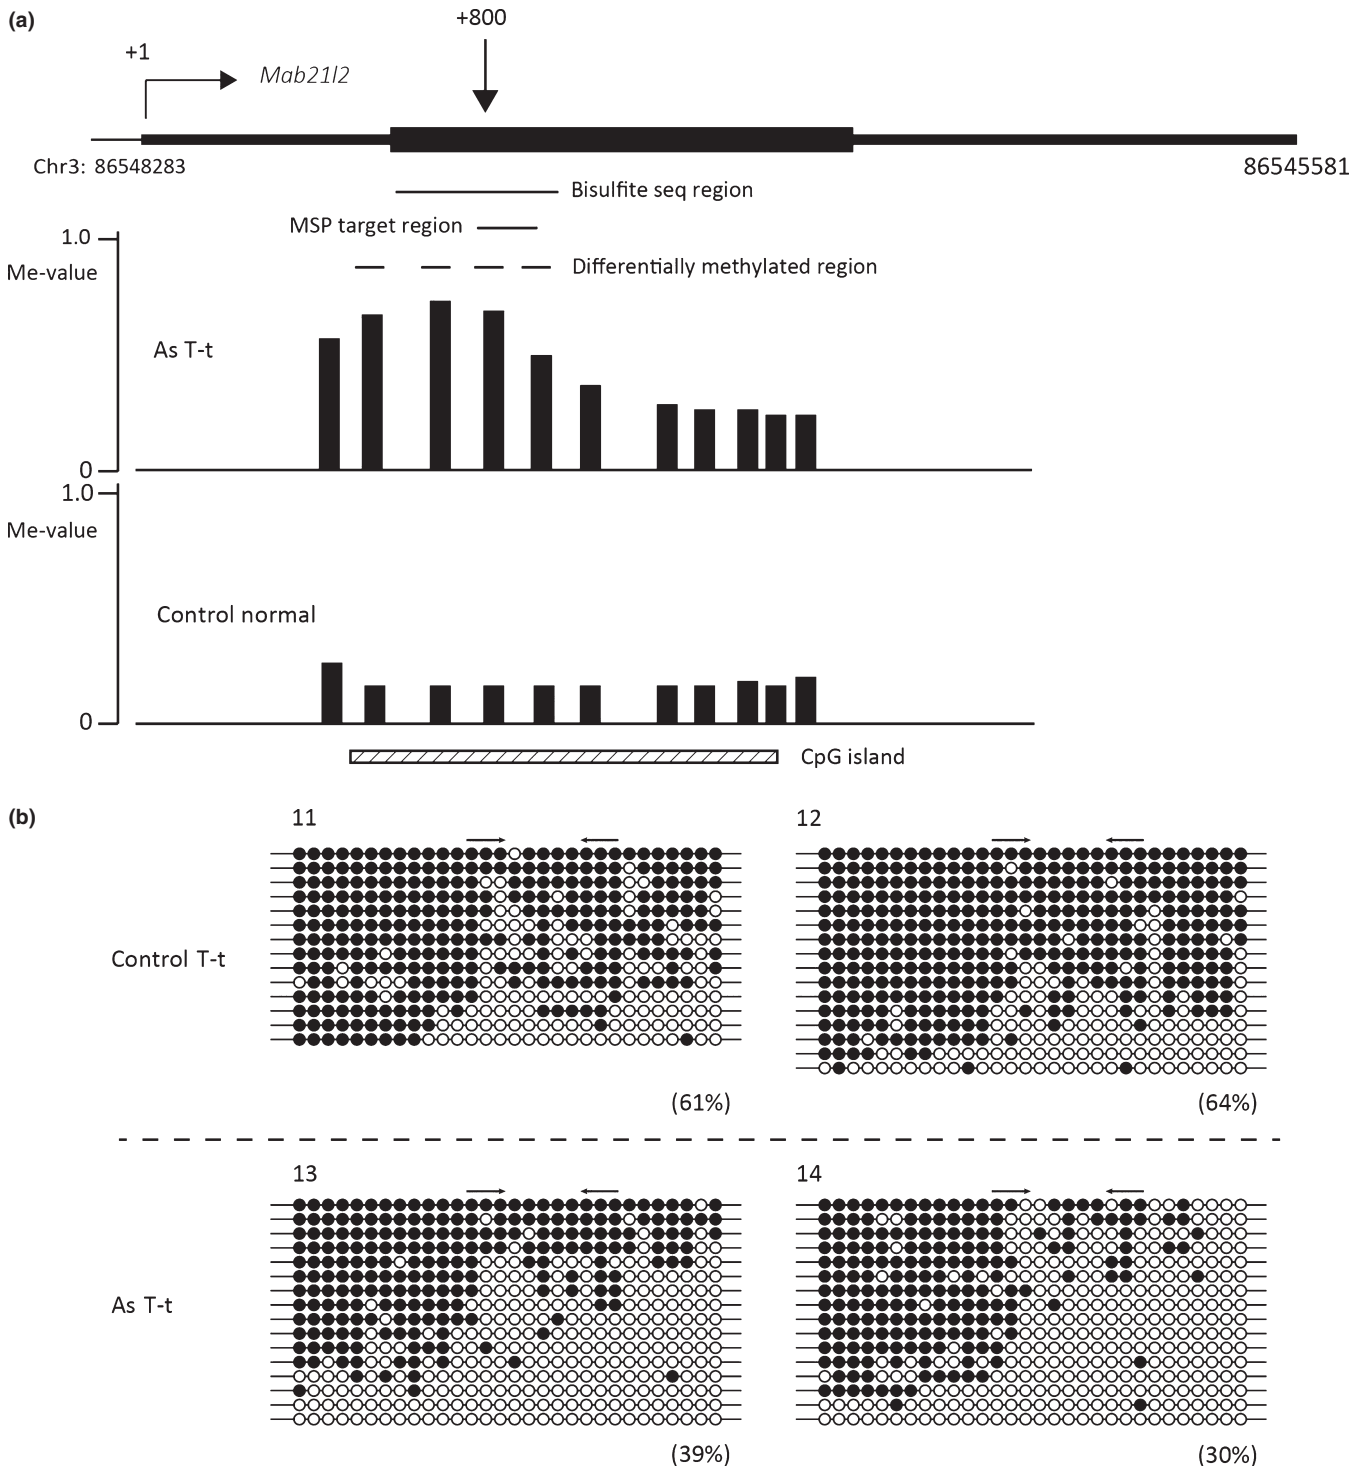 (a)
+800
+1
Mab21l2
Chr3: 86548283
86545581
Bisulfite seq region
MSP target region
1.0
Me-value
Differentially methylated region
As T-t
0
1.0
Me-value
Control normal
0
CpG island
(b)
11
12
Control T-t
(61%)
(64%)
13
14
As T-t
(39%)
(30%)